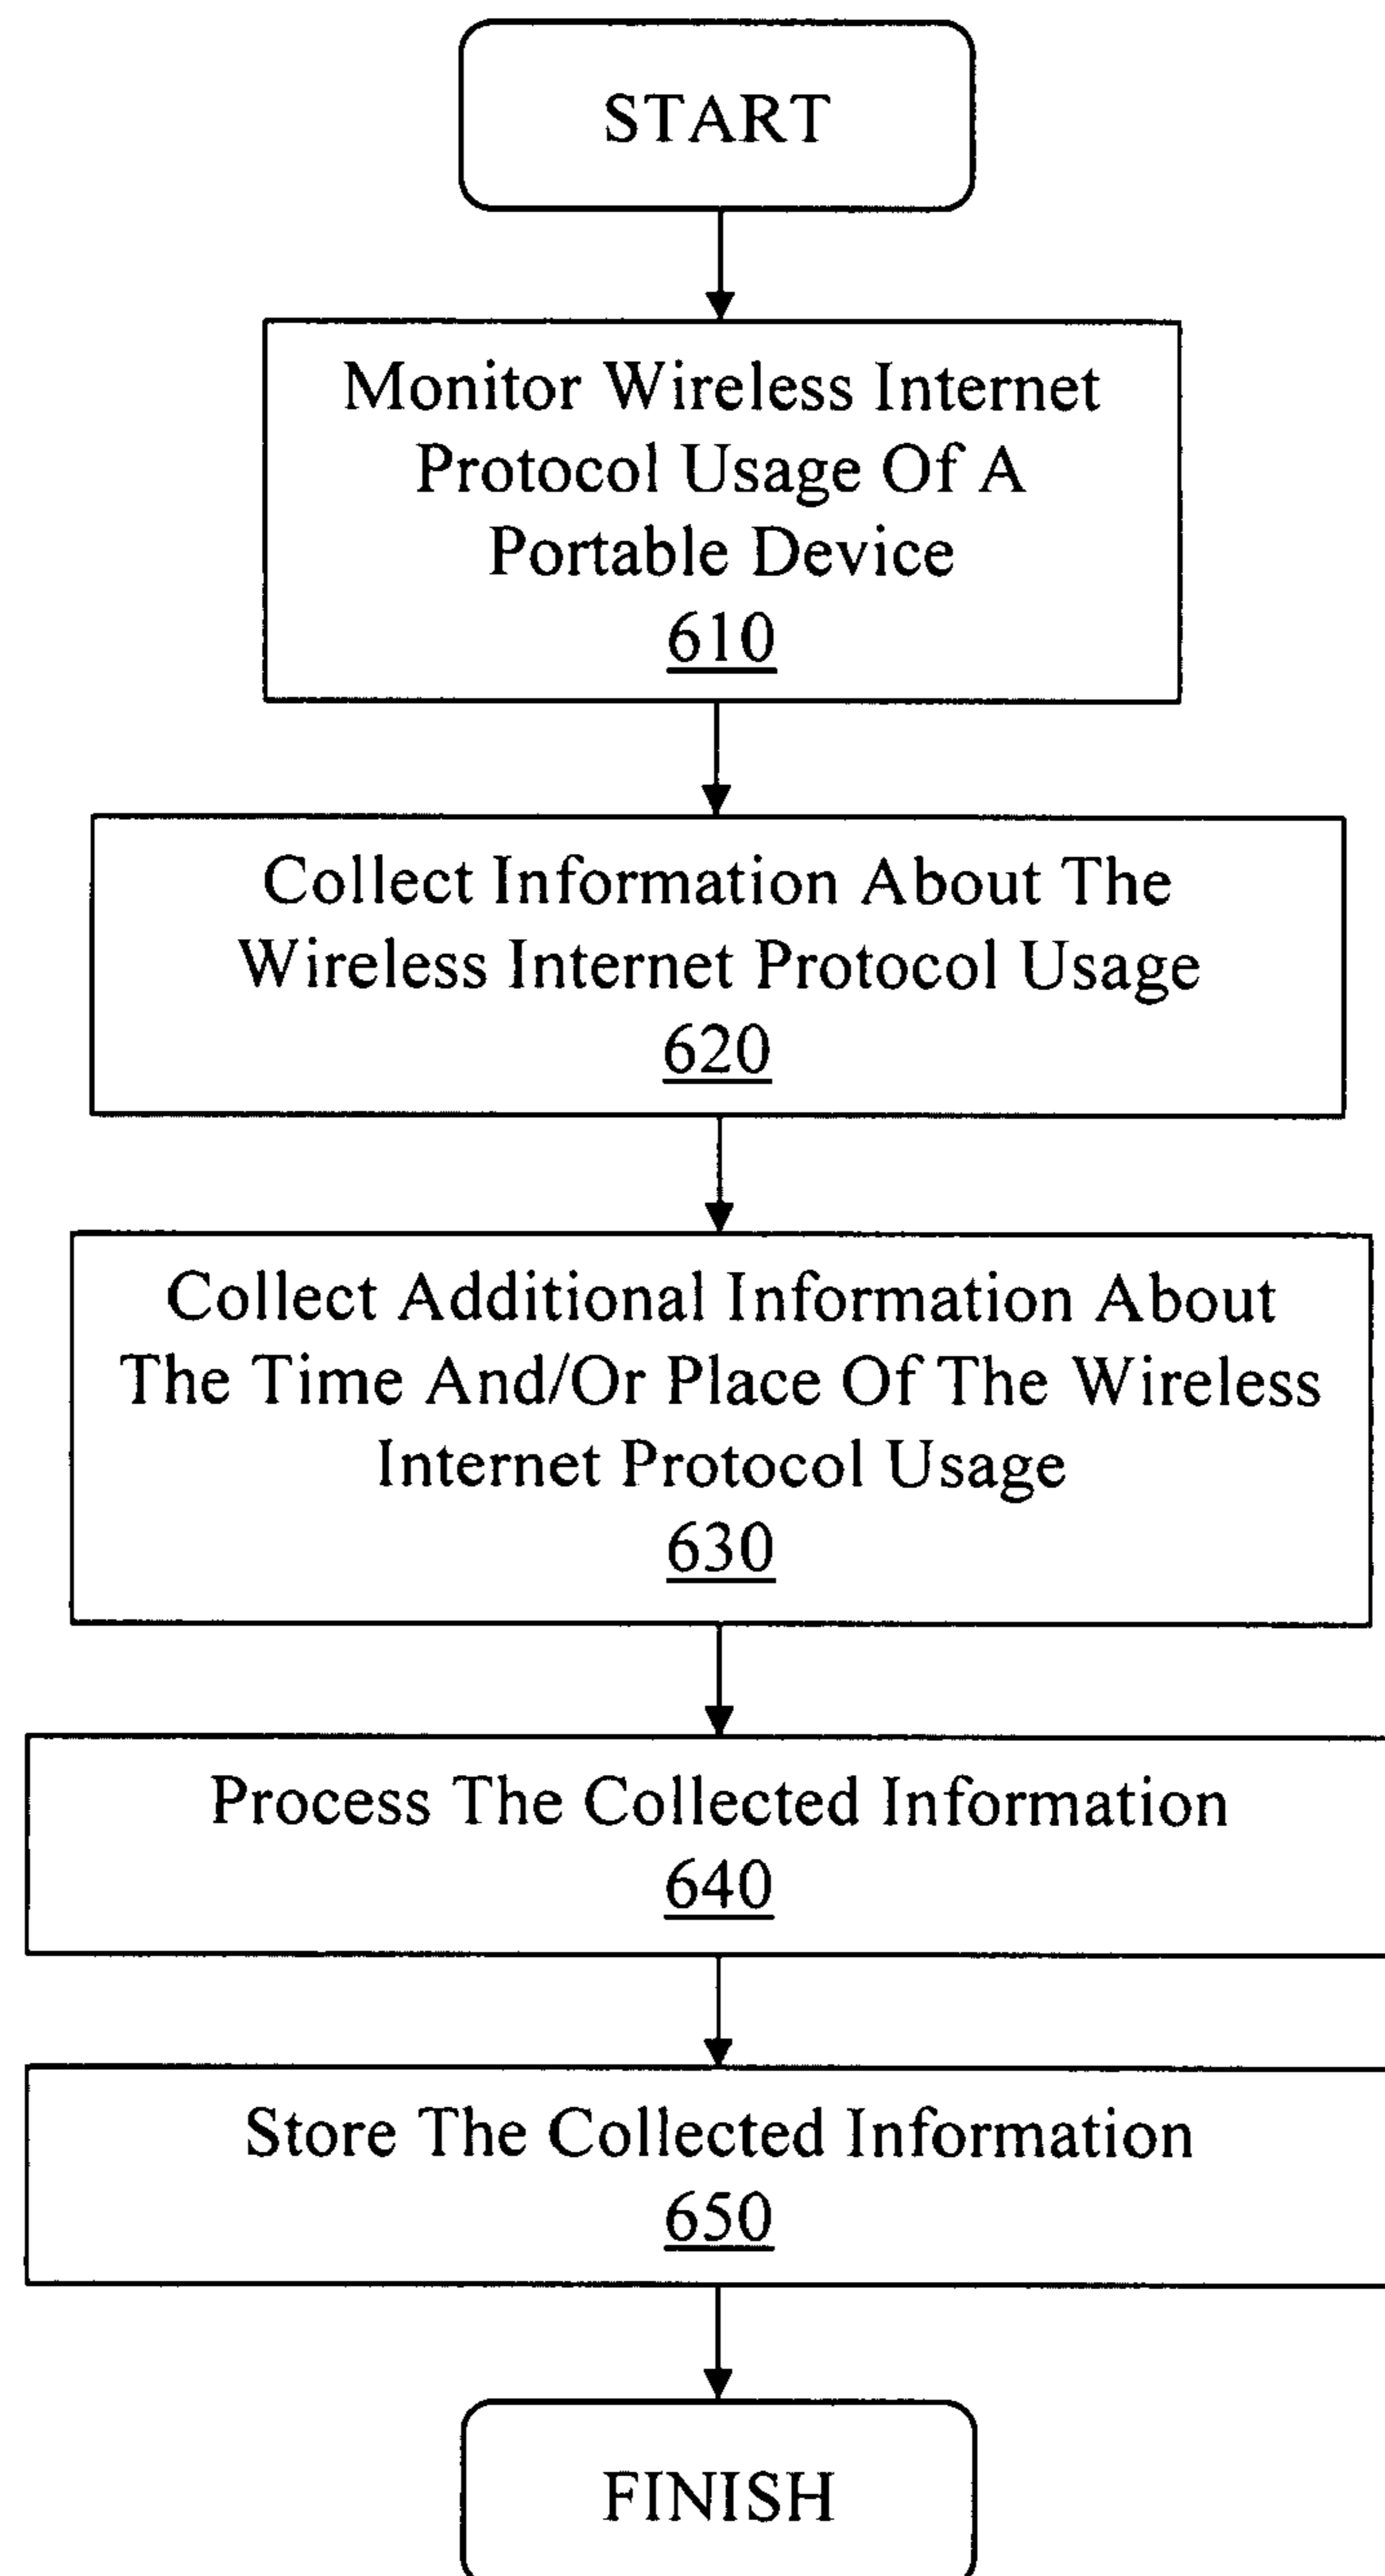 START
Monitor Wireless Internet
Protocol Usage Of A
Portable Device
610
Collect Information About The
Wireless Internet Protocol Usage
620
Collect Additional Information About
The Time And/Or Place Of The Wireless
Internet Protocol Usage
630
Process The Collected Information
640
Store The Collected Information
650
FINISH